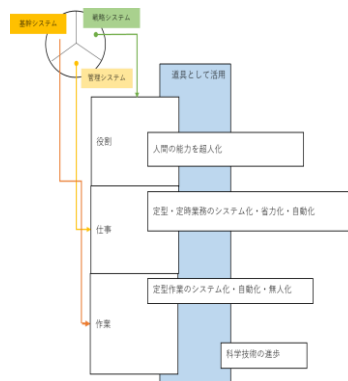 戦略システム
基幹システム
管理システム
道具として活用
役割
人間の能力を超人化
仕事
定型・定時業務のシステム化・省力化・自動化
定型作業のシステム化・自動化・無人化
作業
科学技術の進歩